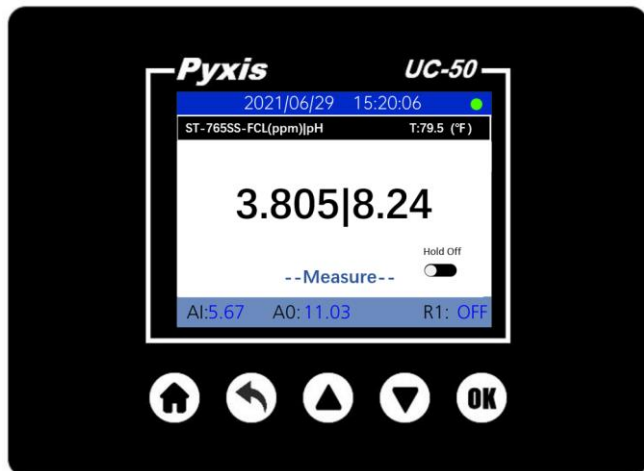 Pyxis UC-50
2021/06/29 15:20:06
ST-765SS-FCL(ppm)|pH T:79.5 (°F)
3.805|8.24
Hold Off
--Measure--
AI:5.67 A0:11.03 R1: OFF
OK